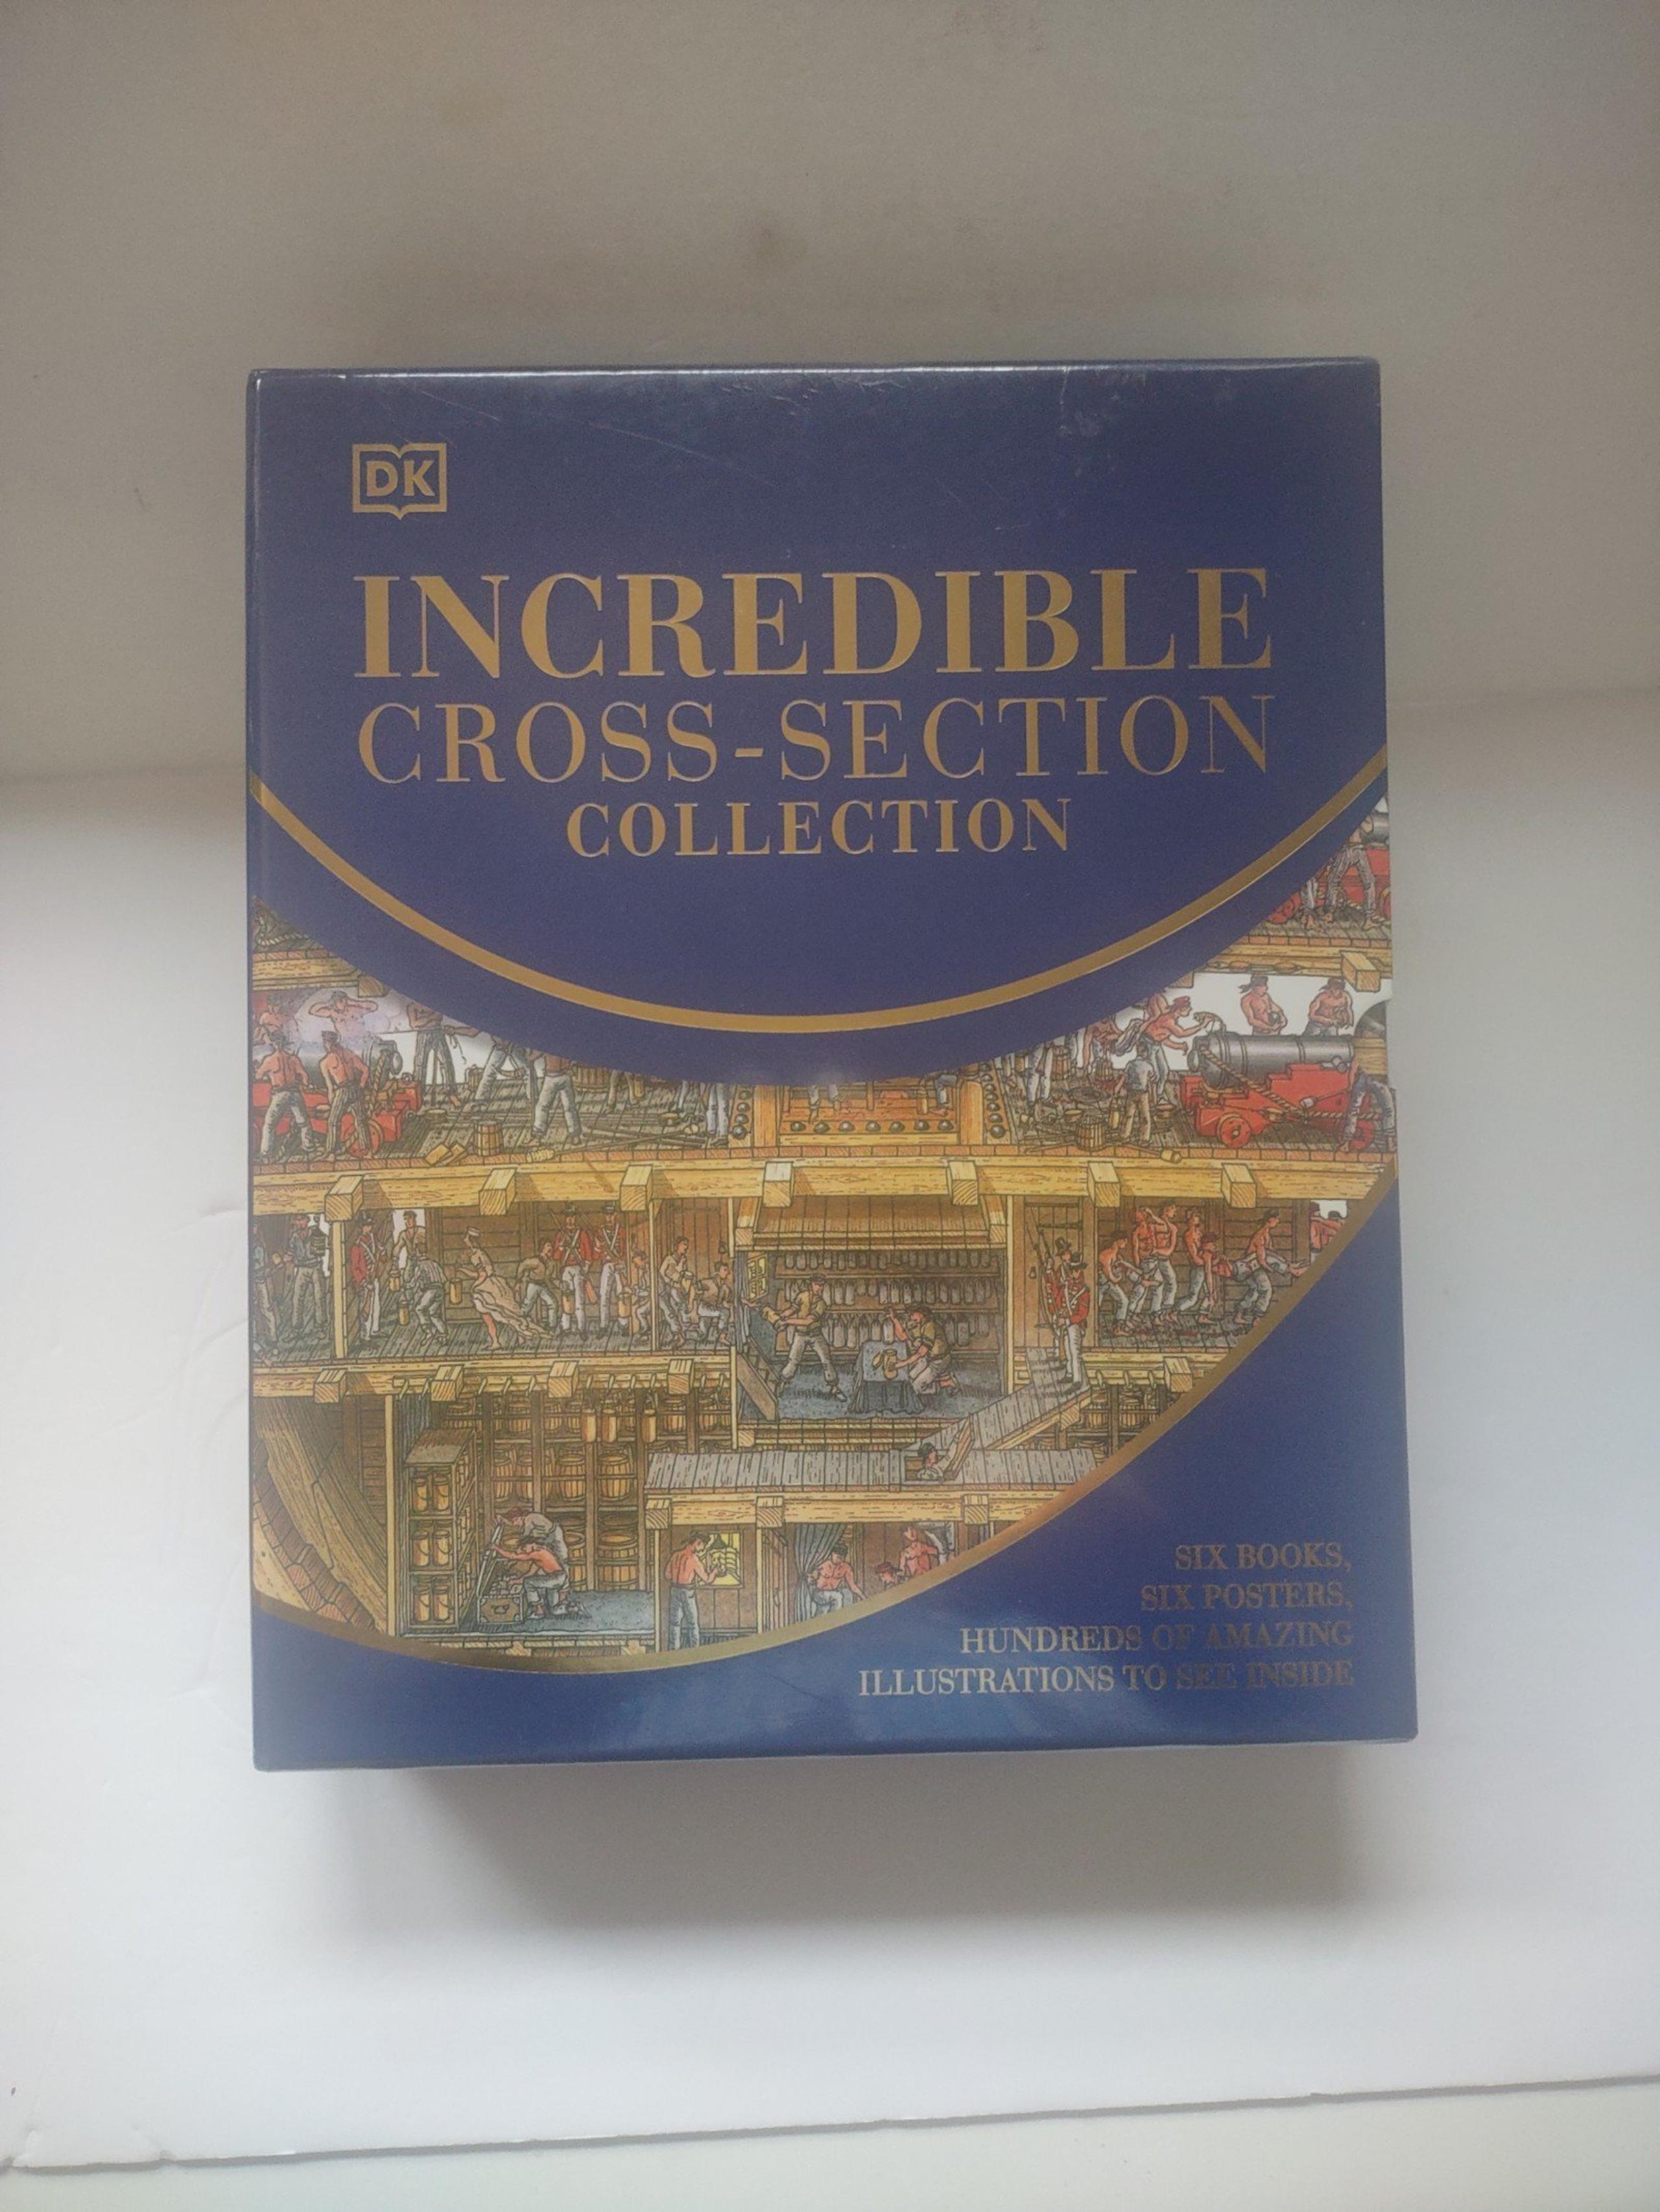 DK
INCREDIBLE
CROSS-SECTION
COLLECTION
SIX BOOKS,
SIX POSTERS,
HUNDREDS OF AMAZING
ILLUSTRATIONS TO SEE INSIDE